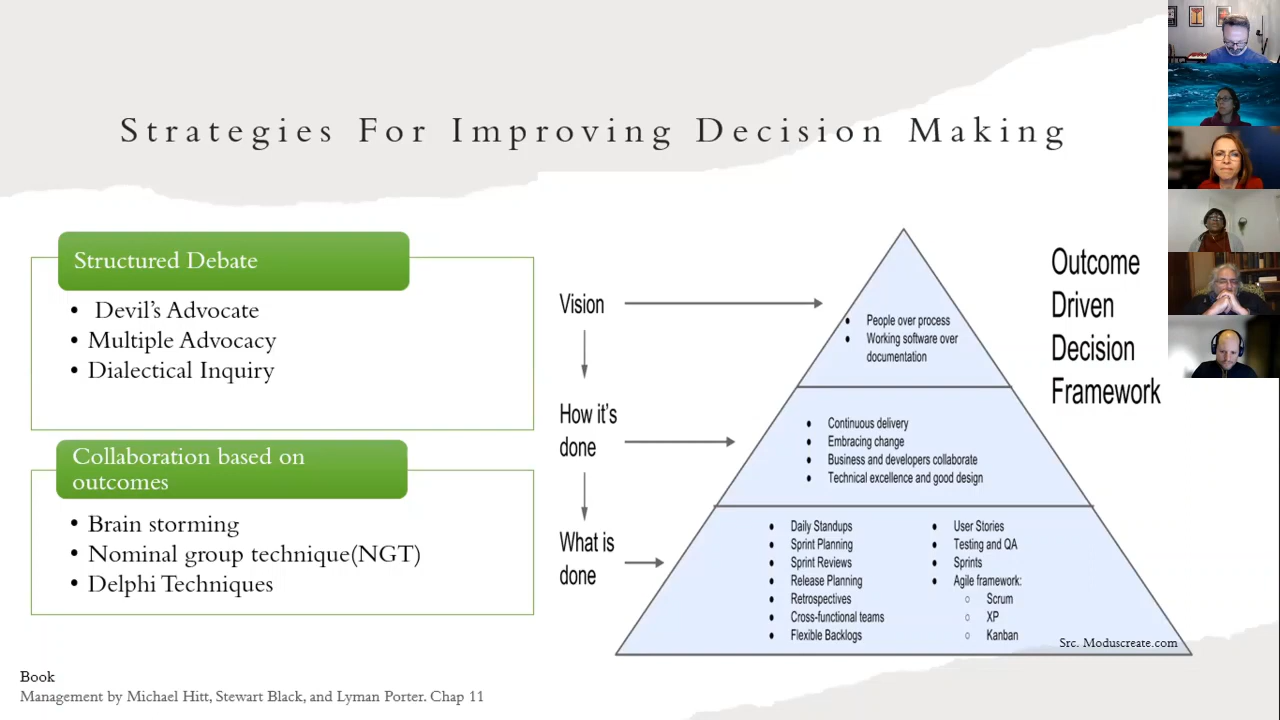 Strategies For Improving Decision Making
Structured Debate
• Devil's Advocate
• Multiple Advocacy
• Dialectical Inquiry
Collaboration based on
outcomes
• Brain storming
• Nominal group technique(NGT)
• Delphi Techniques
Vision
How it's
done
What is
done
• People over process
• Working software over
documentation
• Continuous delivery
• Embracing change
• Business and developers collaborate
• Technical excellence and good design
• Daily Standups
• Sprint Planning
• Sprint Reviews
• Release Planning
• Retrospectives
• Cross-functional teams
• Flexible Backlogs
• User Stories
• Testing and QA
• Sprints
• Agile framework:
○ Scrum
○ XP
○ Kanban
Outcome
Driven
Decision
Framework
Src. Moduscreate.com
Book
Management by Michael Hitt, Stewart Black, and Lyman Porter. Chap 11